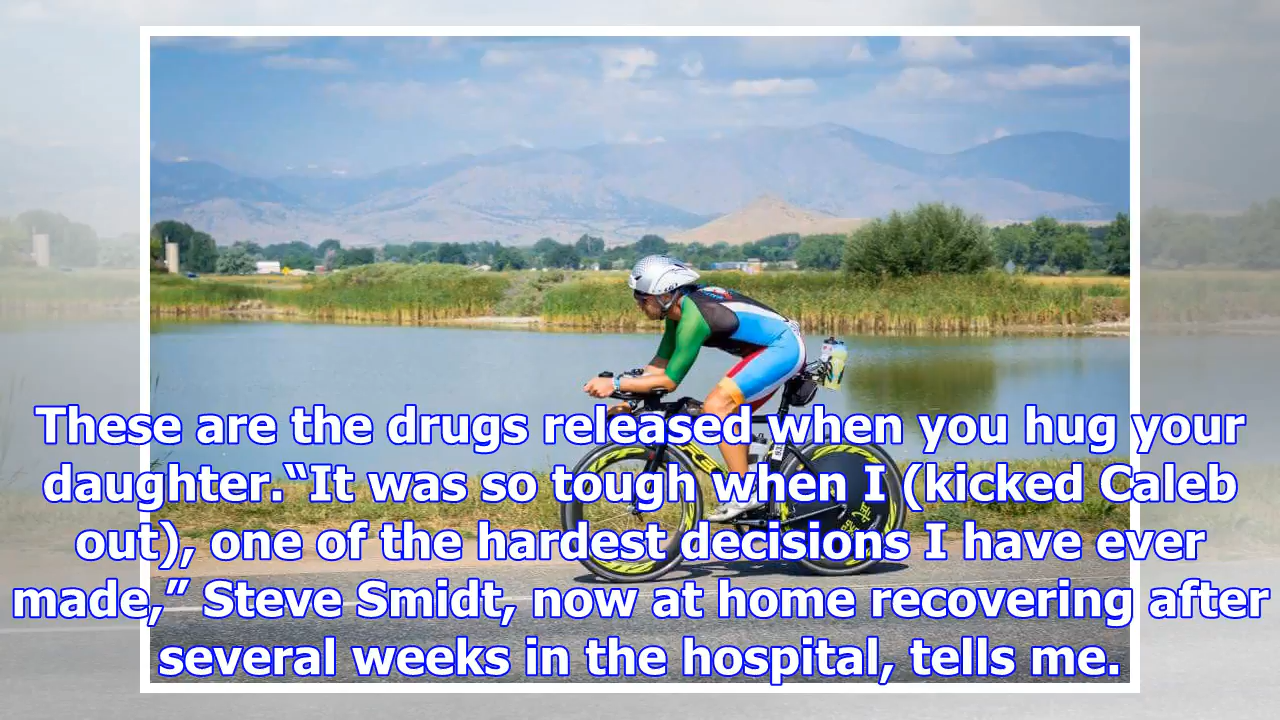 These are the drugs released when you hug your
daughter.“It was so tough when I (kicked Caleb
out), one of the hardest decisions I have ever
made,” Steve Smidt, now at home recovering after
several weeks in the hospital, tells me.